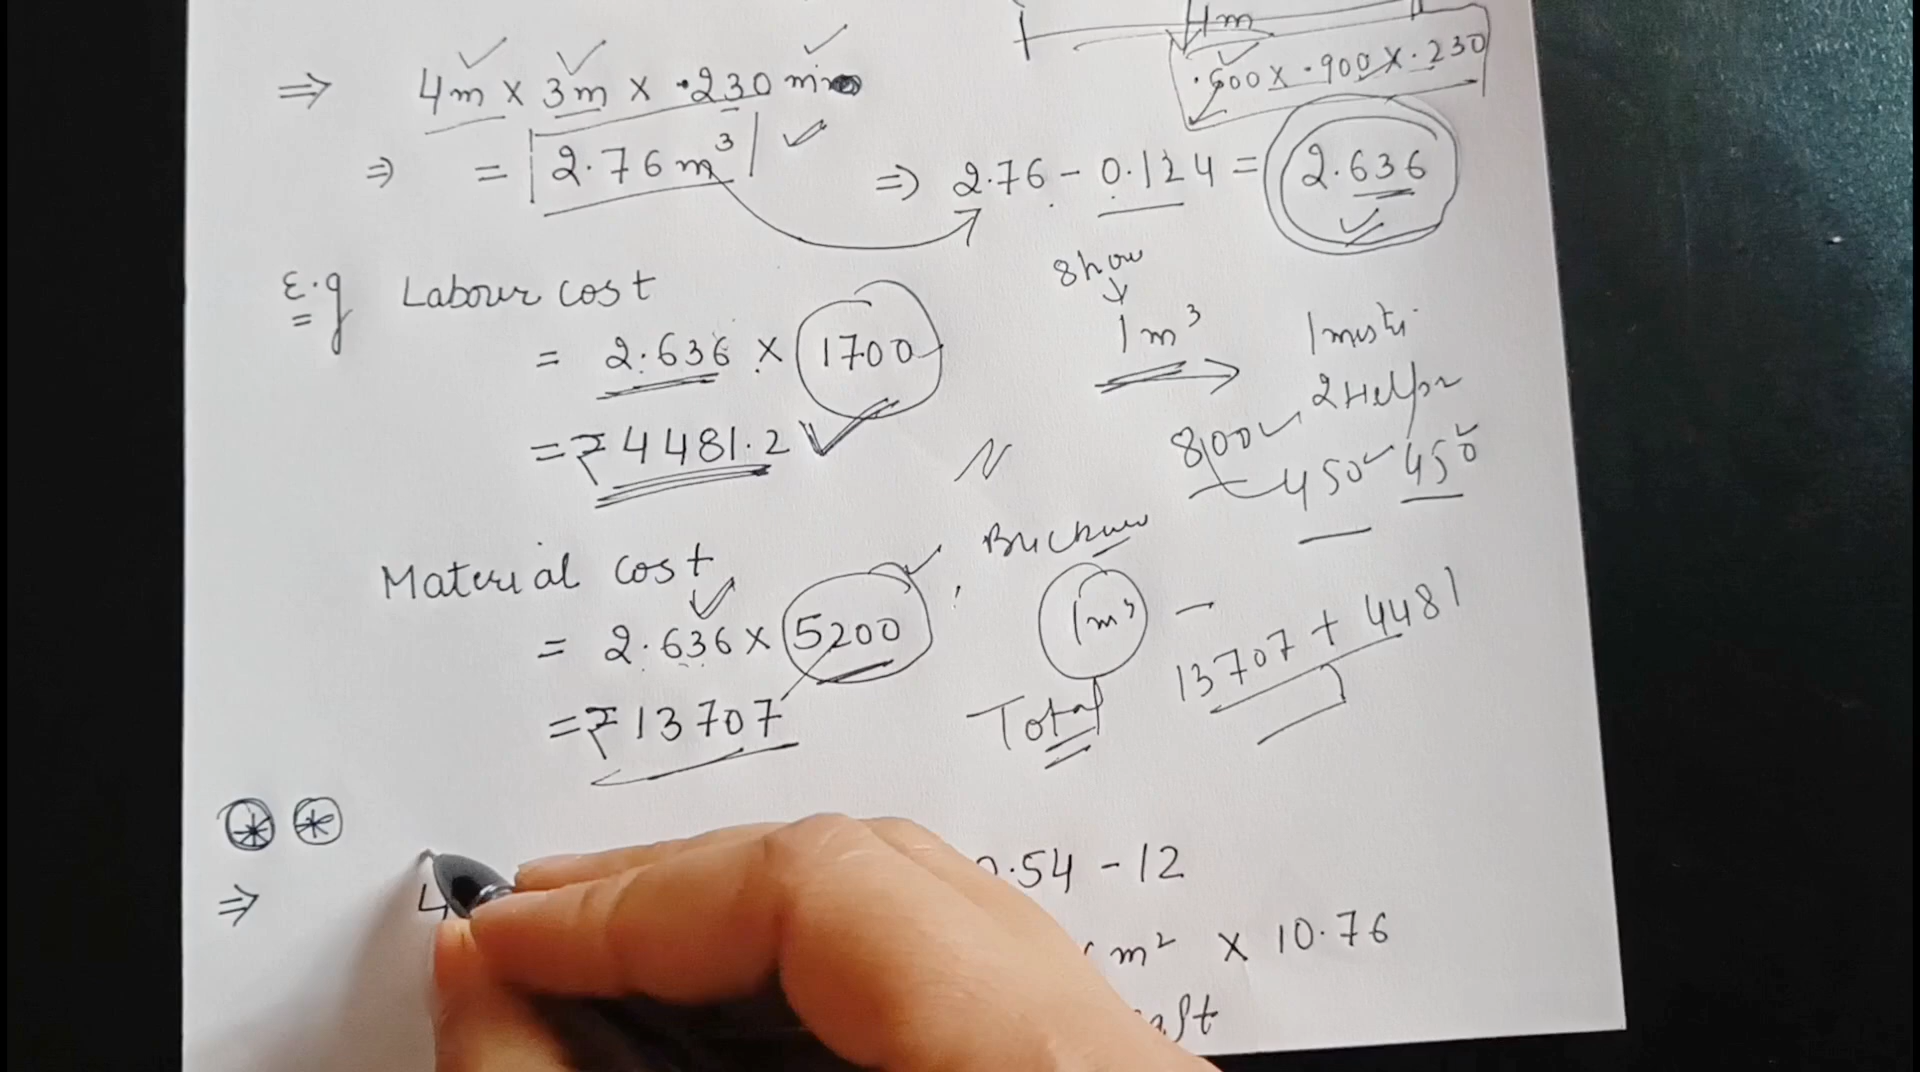 4m
.600 x .900 x .230
⇒ 4m x 3m x .230
⇒ = 2.76 m³
⇒ 2.76 - 0.124 = 2.636
E.g Labour cost
= 2.636 x 1700
= ₹ 4481.2
8 hour
1 m³
1 mistri
2 Helper
800 450 450
Material cost
= 2.636 x 5200
= ₹ 13707
1m³
Total 13707 + 4481
⇒ 4
.54 - 12
m² x 10.76